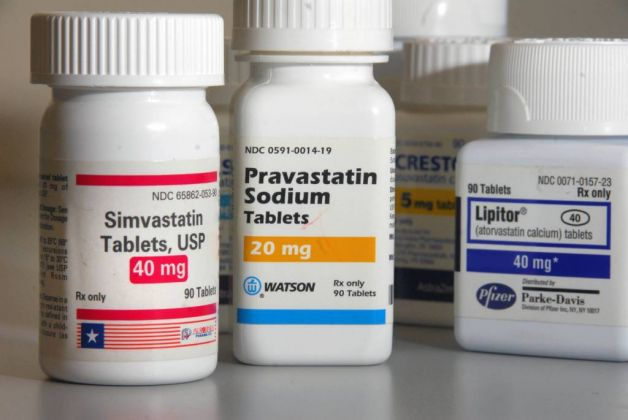 NDC 65862-053-90
Simvastatin
Tablets, USP
40 mg
Rx only
90 Tablets
NDC 0591-0014-19
Pravastatin
Sodium
Tablets
20 mg
WATSON
Rx only
90 Tablets
CREST
5 mg
NDC 0071-0157-23
90 Tablets
Rx only
Lipitor®
40
(atorvastatin calcium) tablets
40 mg*
Pfizer
Distributed by
Parke-Davis
Division of Pfizer Inc, NY, NY 10017